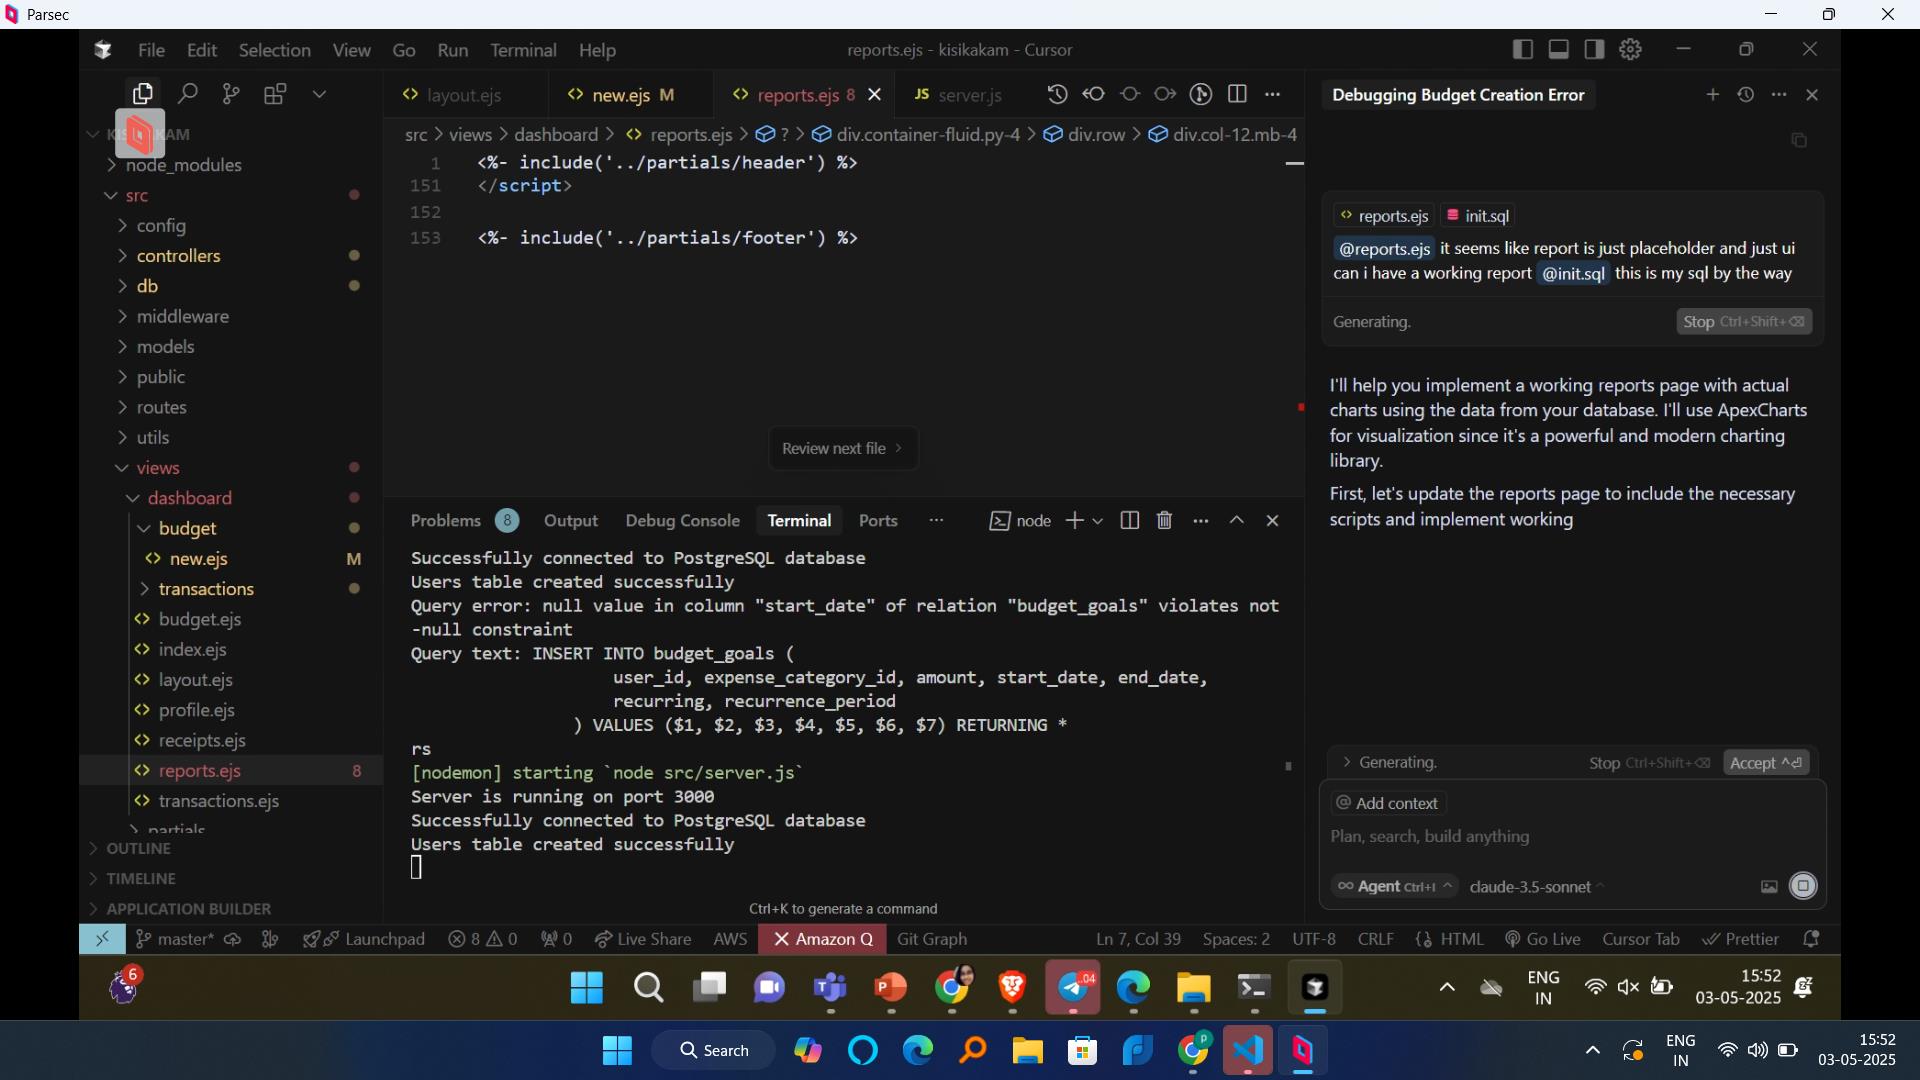 Parsec
File Edit Selection View Go Run Terminal Help
reports.ejs - kisikakam - Cursor
layout.ejs
new.ejs M
reports.ejs 8
JS server.js
src > views > dashboard > reports.ejs > ? > div.container-fluid.py-4 > div.row > div.col-12.mb-4
node_modules
src
config
controllers
db
middleware
models
public
routes
utils
views
dashboard
budget
new.ejs M
transactions
budget.ejs
index.ejs
layout.ejs
profile.ejs
receipts.ejs
reports.ejs 8
transactions.ejs
partials
OUTLINE
TIMELINE
APPLICATION BUILDER
1 <%- include('../partials/header') %>
151 </script>
152
153 <%- include('../partials/footer') %>
Review next file >
Problems 8 Output Debug Console Terminal Ports ... node
Successfully connected to PostgreSQL database
Users table created successfully
Query error: null value in column "start_date" of relation "budget_goals" violates not
-null constraint
Query text: INSERT INTO budget_goals (
user_id, expense_category_id, amount, start_date, end_date,
recurring, recurrence_period
) VALUES ($1, $2, $3, $4, $5, $6, $7) RETURNING *
rs
[nodemon] starting `node src/server.js`
Server is running on port 3000
Successfully connected to PostgreSQL database
Users table created successfully
Ctrl+K to generate a command
Debugging Budget Creation Error
reports.ejs init.sql
@reports.ejs it seems like report is just placeholder and just ui
can i have a working report @init.sql this is my sql by the way
Generating.
Stop Ctrl+Shift+⌫
I'll help you implement a working reports page with actual
charts using the data from your database. I'll use ApexCharts
for visualization since it's a powerful and modern charting
library.
First, let's update the reports page to include the necessary
scripts and implement working
> Generating. Stop Ctrl+Shift+⌫ Accept ^⏎
@ Add context
Plan, search, build anything
∞ Agent Ctrl+I claude-3.5-sonnet
master* Launchpad 8 0 0 Live Share AWS Amazon Q Git Graph
Ln 7, Col 39 Spaces: 2 UTF-8 CRLF HTML Go Live Cursor Tab Prettier
6
.04
ENG
IN
15:52
03-05-2025
Search
P
ENG
IN
15:52
03-05-2025